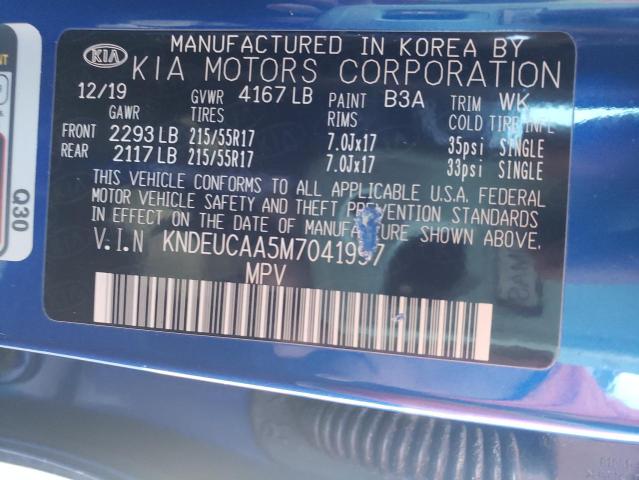 KIA
MANUFACTURED IN KOREA BY
KIA MOTORS CORPORATION
12/19 GVWR 4167 LB PAINT B3A TRIM WK
GAWR RIMS COLD TIRE INFL
FRONT 2293 LB 215/55R17 7.0Jx17 35psi SINGLE
REAR 2117 LB 215/55R17 7.0Jx17 33psi SINGLE
THIS VEHICLE CONFORMS TO ALL APPLICABLE U.S.A. FEDERAL
MOTOR VEHICLE SAFETY AND THEFT PREVENTION STANDARDS
IN EFFECT ON THE DATE OF MANUFACTURE SHOWN ABOVE.
V.I.N KNDEUCAA5M7041997
MPV
Q30